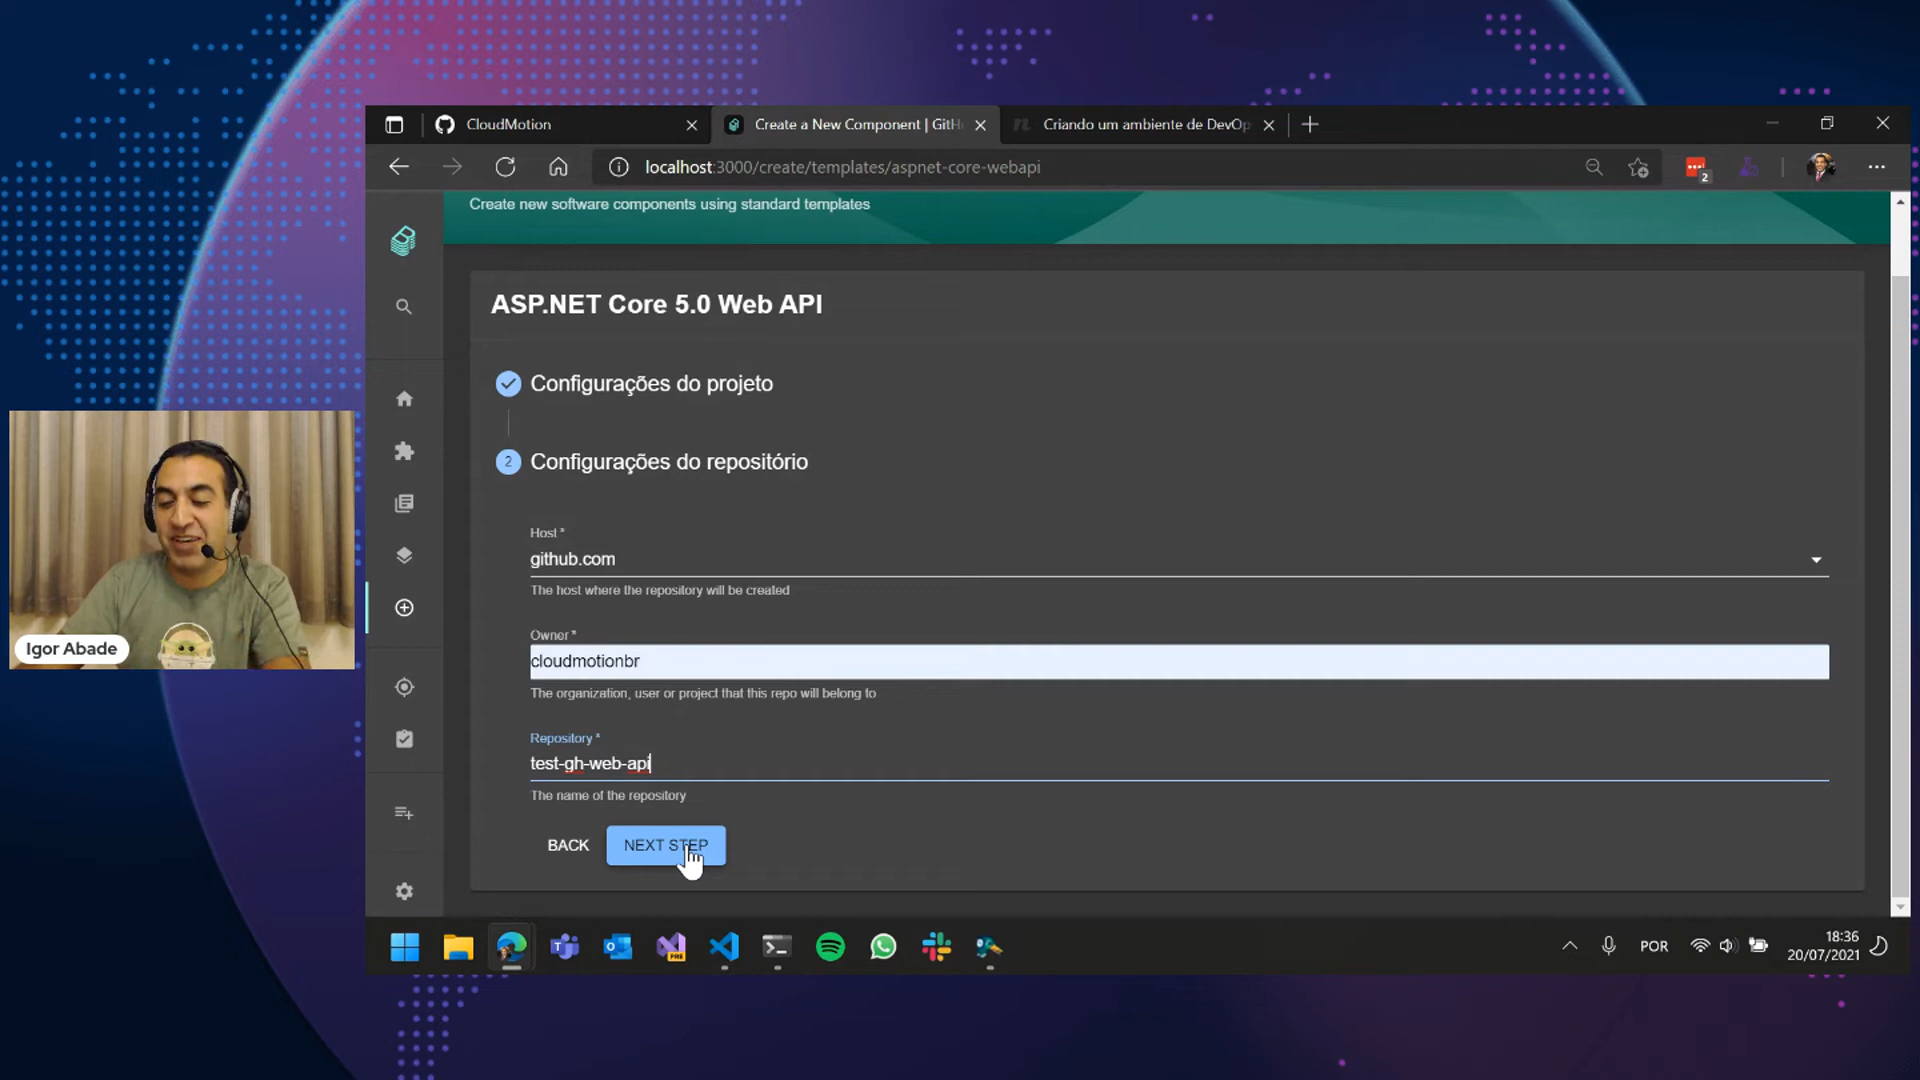 CloudMotion
Create a New Component | GitH
Criando um ambiente de DevOp
localhost:3000/create/templates/aspnet-core-webapi
2
Create new software components using standard templates
ASP.NET Core 5.0 Web API
Configurações do projeto
2
Configurações do repositório
Host *
github.com
The host where the repository will be created
Owner *
cloudmotionbr
The organization, user or project that this repo will belong to
Repository *
test-gh-web-api
The name of the repository
BACK
NEXT STEP
Igor Abade
PRE
POR
18:36
20/07/2021